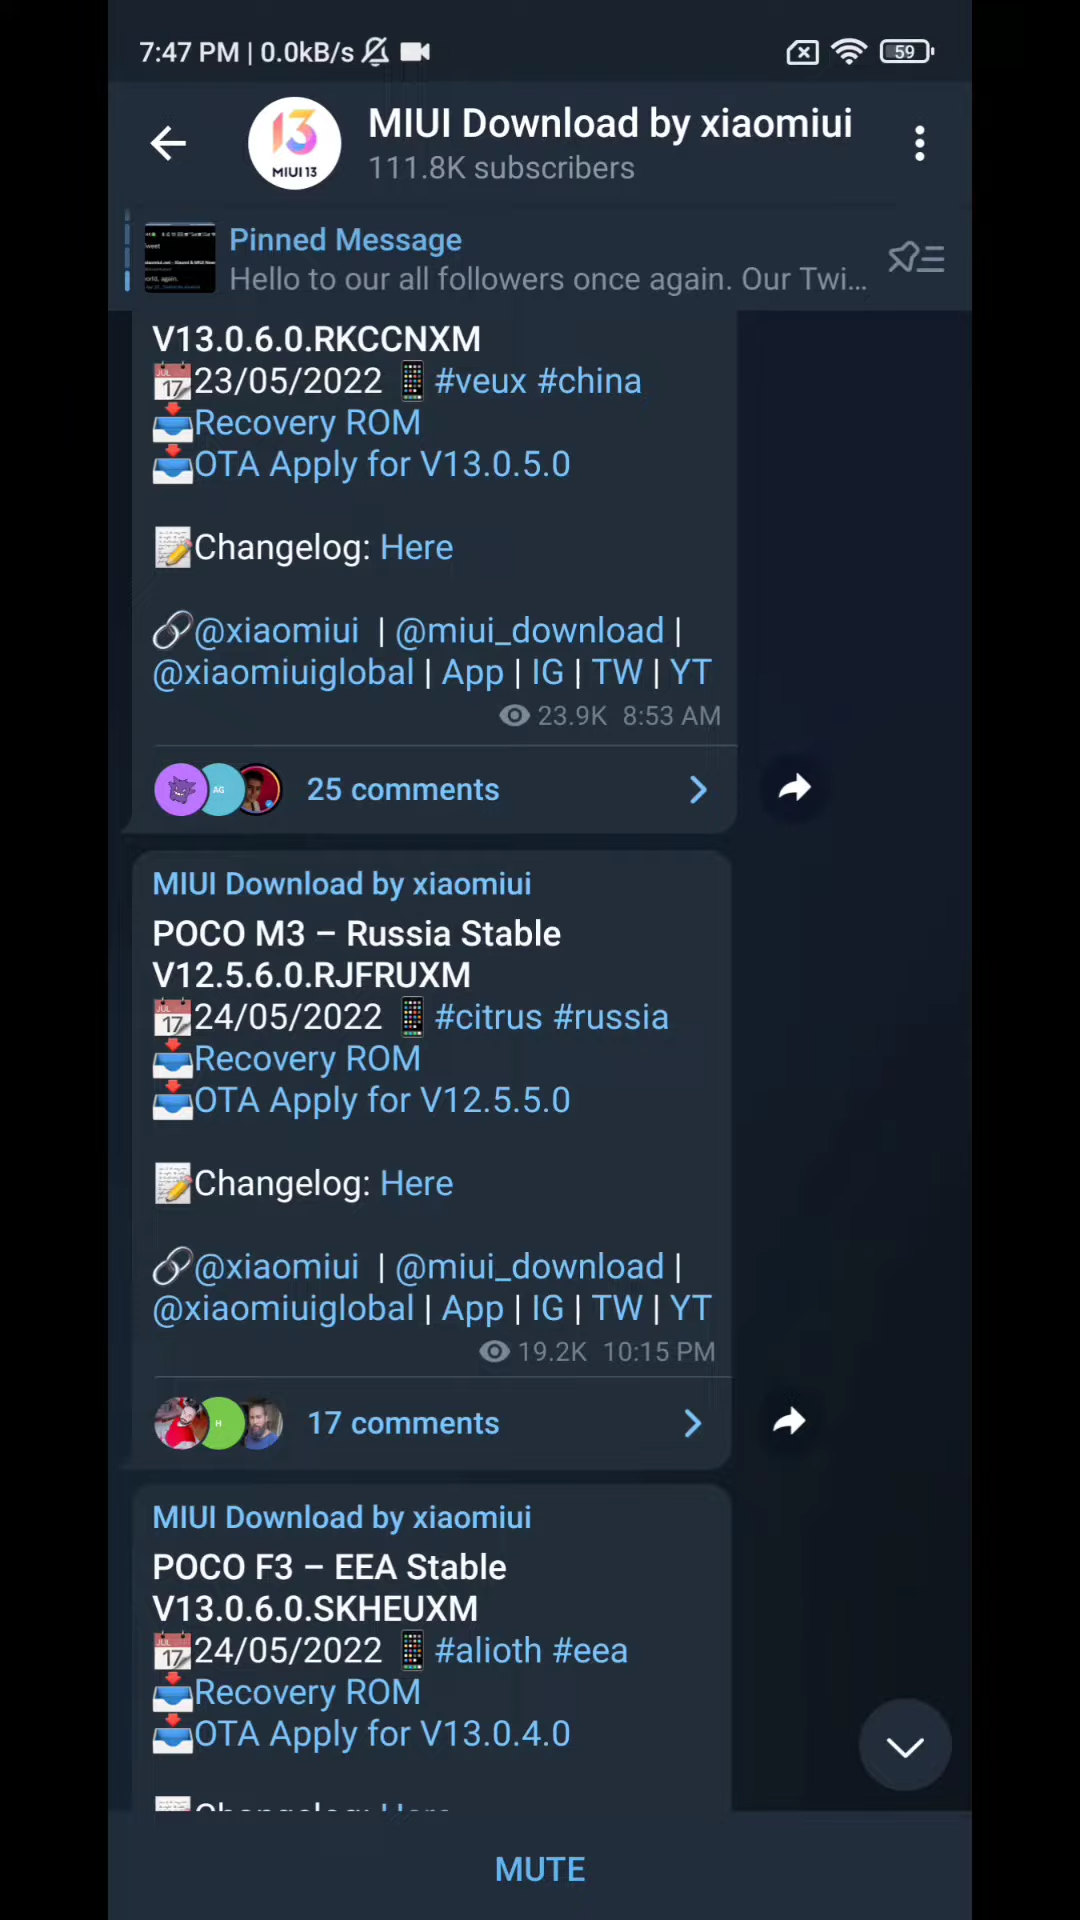 7:47 PM | 0.0kB/s
59
MIUI 13
MIUI Download by xiaomiui
111.8K subscribers
Pinned Message
Hello to our all followers once again. Our Twi...
V13.0.6.0.RKCCNXM
📅23/05/2022 📱#veux #china
📥Recovery ROM
📥OTA Apply for V13.0.5.0
📝Changelog: Here
🔗@xiaomiui | @miui_download |
@xiaomiuiglobal | App | IG | TW | YT
23.9K 8:53 AM
AG
25 comments
MIUI Download by xiaomiui
POCO M3 – Russia Stable
V12.5.6.0.RJFRUXM
📅24/05/2022 📱#citrus #russia
📥Recovery ROM
📥OTA Apply for V12.5.5.0
📝Changelog: Here
🔗@xiaomiui | @miui_download |
@xiaomiuiglobal | App | IG | TW | YT
19.2K 10:15 PM
H
17 comments
MIUI Download by xiaomiui
POCO F3 – EEA Stable
V13.0.6.0.SKHEUXM
📅24/05/2022 📱#alioth #eea
📥Recovery ROM
📥OTA Apply for V13.0.4.0
📝Changelog: Here
MUTE